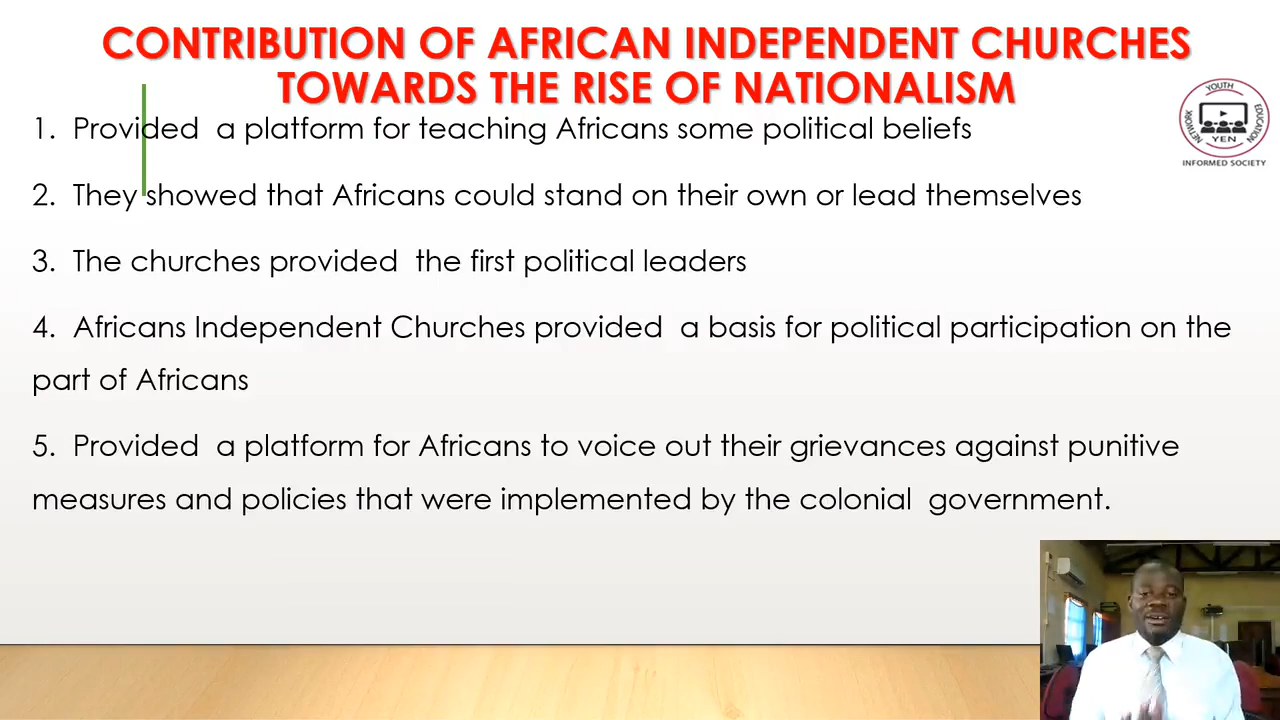 CONTRIBUTION OF AFRICAN INDEPENDENT CHURCHES
TOWARDS THE RISE OF NATIONALISM
1. Provided a platform for teaching Africans some political beliefs
2. They showed that Africans could stand on their own or lead themselves
3. The churches provided the first political leaders
4. Africans Independent Churches provided a basis for political participation on the
part of Africans
5. Provided a platform for Africans to voice out their grievances against punitive
measures and policies that were implemented by the colonial government.
YOUTH
EDUCATION
NETWORK
YEN
INFORMED SOCIETY